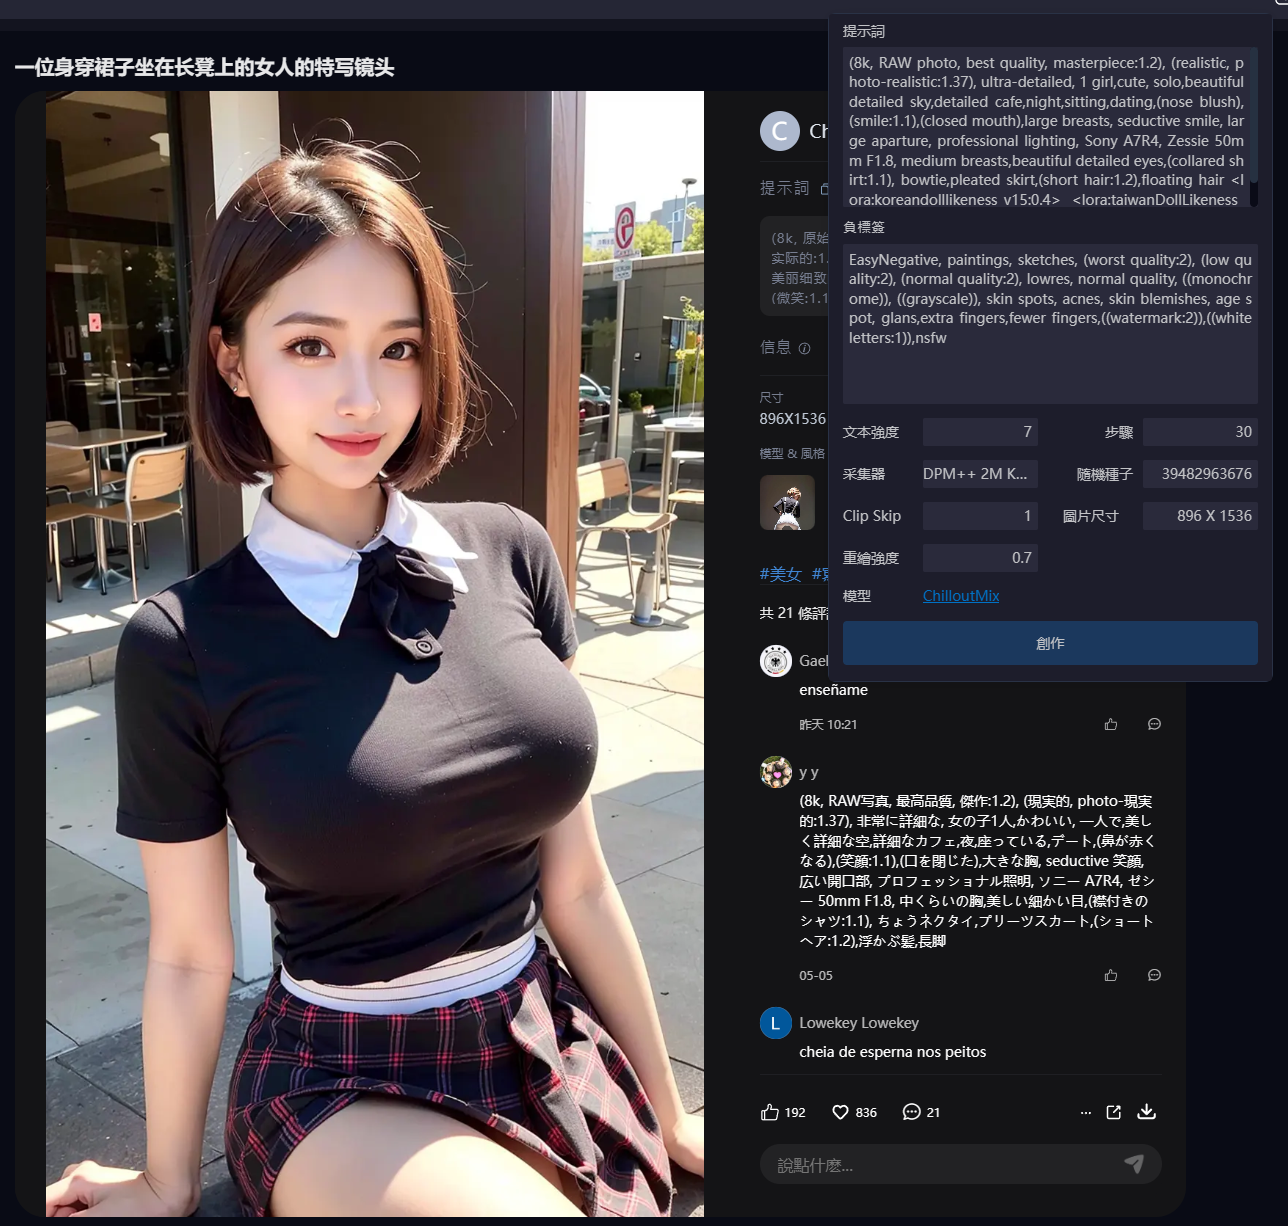 一位身穿裙子坐在长凳上的女人的特写镜头
C
提示詞
(8k, 原始
实际的:1.
美丽细致
(微笑:1.1
信息
尺寸
896X1536
模型 & 風格
#美女
共 21 條評
Gael
enseñame
昨天 10:21
y y
(8k, RAW写真, 最高品質, 傑作:1.2), (現実的, photo-現実
的:1.37), 非常に詳細な, 女の子1人,かわいい, 一人で,美し
く詳細な空,詳細なカフェ,夜,座っている,デート,(鼻が赤く
なる),(笑顔:1.1),(口を閉じた),大きな胸, seductive 笑顔,
広い開口部, プロフェッショナル照明, ソニー A7R4, ゼシ
ー 50mm F1.8, 中くらいの胸,美しい細かい目,(襟付きの
シャツ:1.1), ちょうネクタイ,プリーツスカート,(ショート
ヘア:1.2),浮かぶ髪,長脚
05-05
L
Lowekey Lowekey
cheia de esperna nos peitos
192
836
21
說點什麽...
提示詞
(8k, RAW photo, best quality, masterpiece:1.2), (realistic, p
hoto-realistic:1.37), ultra-detailed, 1 girl,cute, solo,beautiful
detailed sky,detailed cafe,night,sitting,dating,(nose blush),
(smile:1.1),(closed mouth),large breasts, seductive smile, lar
ge aparture, professional lighting, Sony A7R4, Zessie 50m
m F1.8, medium breasts,beautiful detailed eyes,(collared sh
irt:1.1), bowtie,pleated skirt,(short hair:1.2),floating hair <l
ora:koreandolllikeness_v15:0.4> <lora:taiwanDollLikeness
負標簽
EasyNegative, paintings, sketches, (worst quality:2), (low qu
ality:2), (normal quality:2), lowres, normal quality, ((monochr
ome)), ((grayscale)), skin spots, acnes, skin blemishes, age s
pot, glans,extra fingers,fewer fingers,((watermark:2)),((white
letters:1)),nsfw
文本強度 7 步驟 30
采集器 DPM++ 2M K... 隨機種子 39482963676
Clip Skip 1 圖片尺寸 896 X 1536
重繪強度 0.7
模型 ChilloutMix
創作